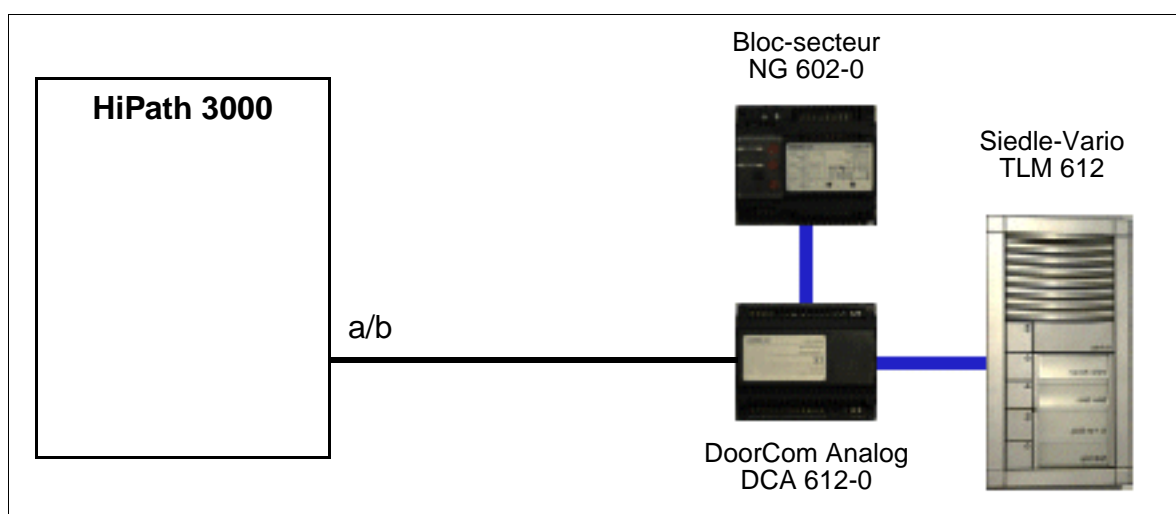 HiPath 3000
Bloc-secteur
NG 602-0
Siedle-Vario
TLM 612
a/b
DoorCom Analog
DCA 612-0